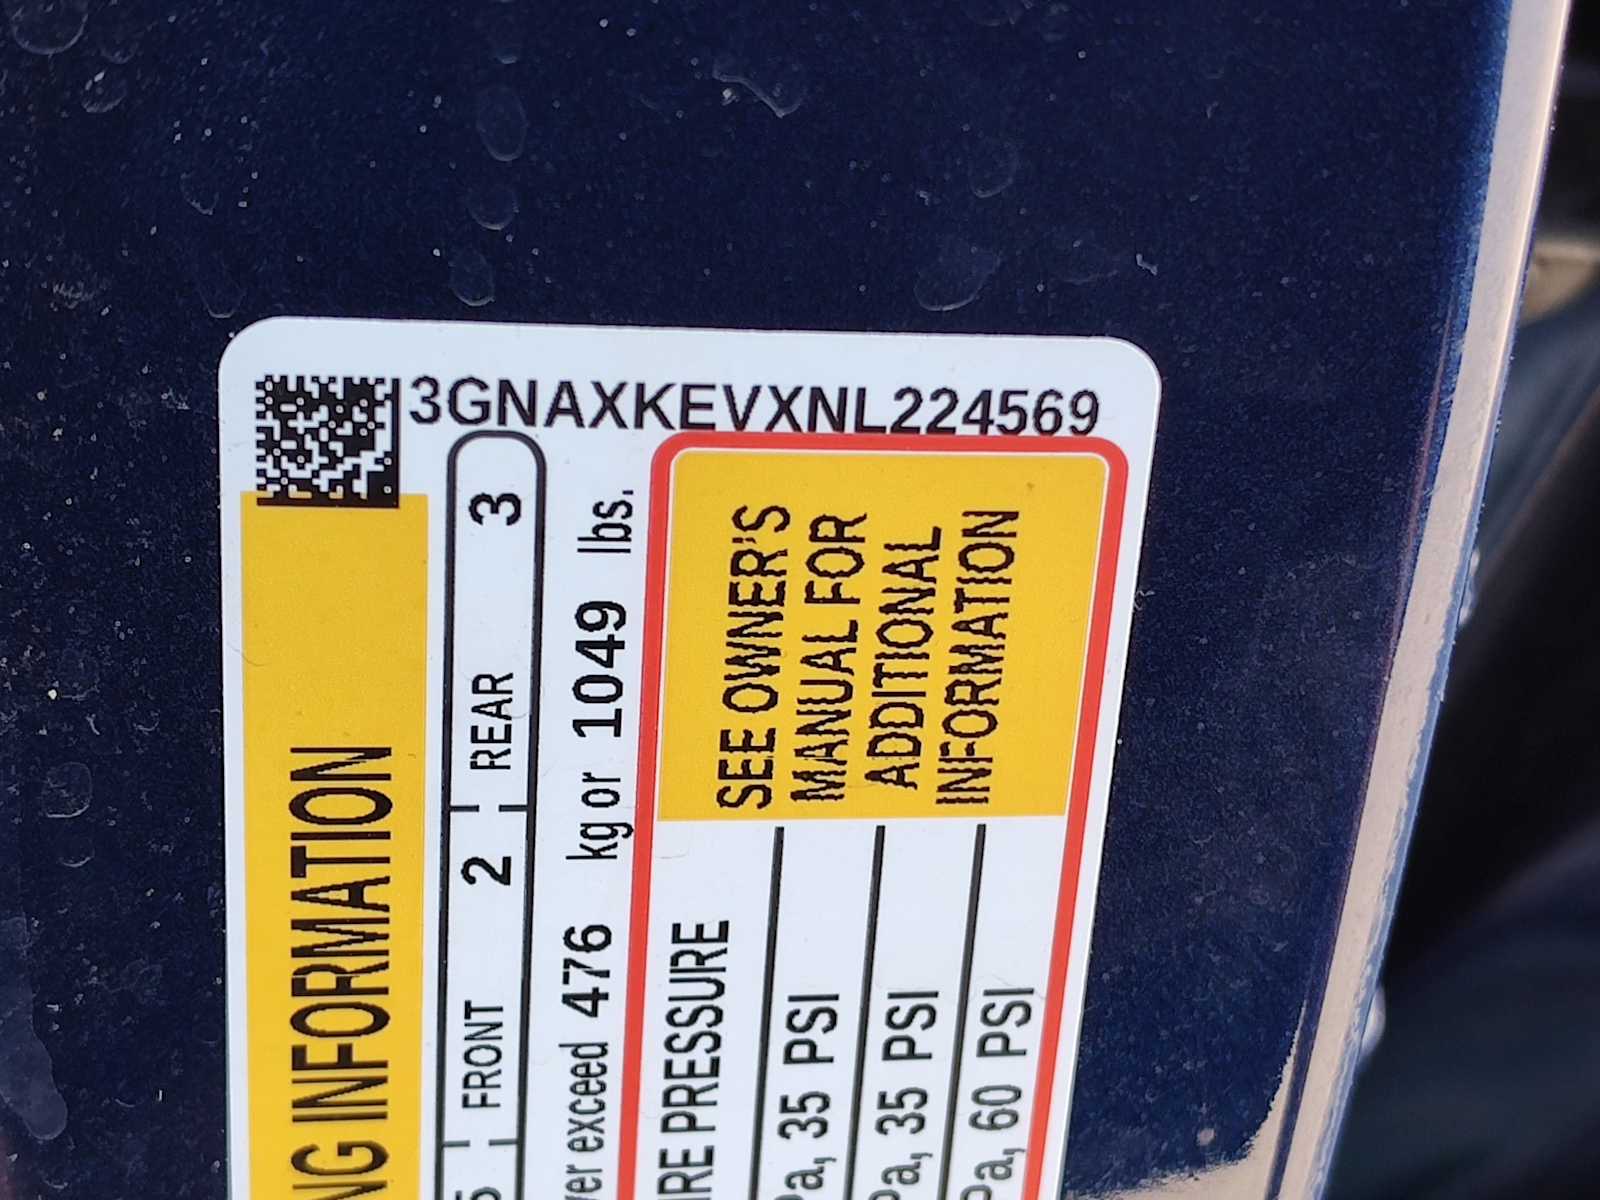 3GNAXKEVXNL224569
NG INFORMATION
FRONT 2 REAR 3
ver exceed 476 kg or 1049 lbs.
IRE PRESSURE
Pa, 35 PSI
Pa, 35 PSI
Pa, 60 PSI
SEE OWNER'S
MANUAL FOR
ADDITIONAL
INFORMATION